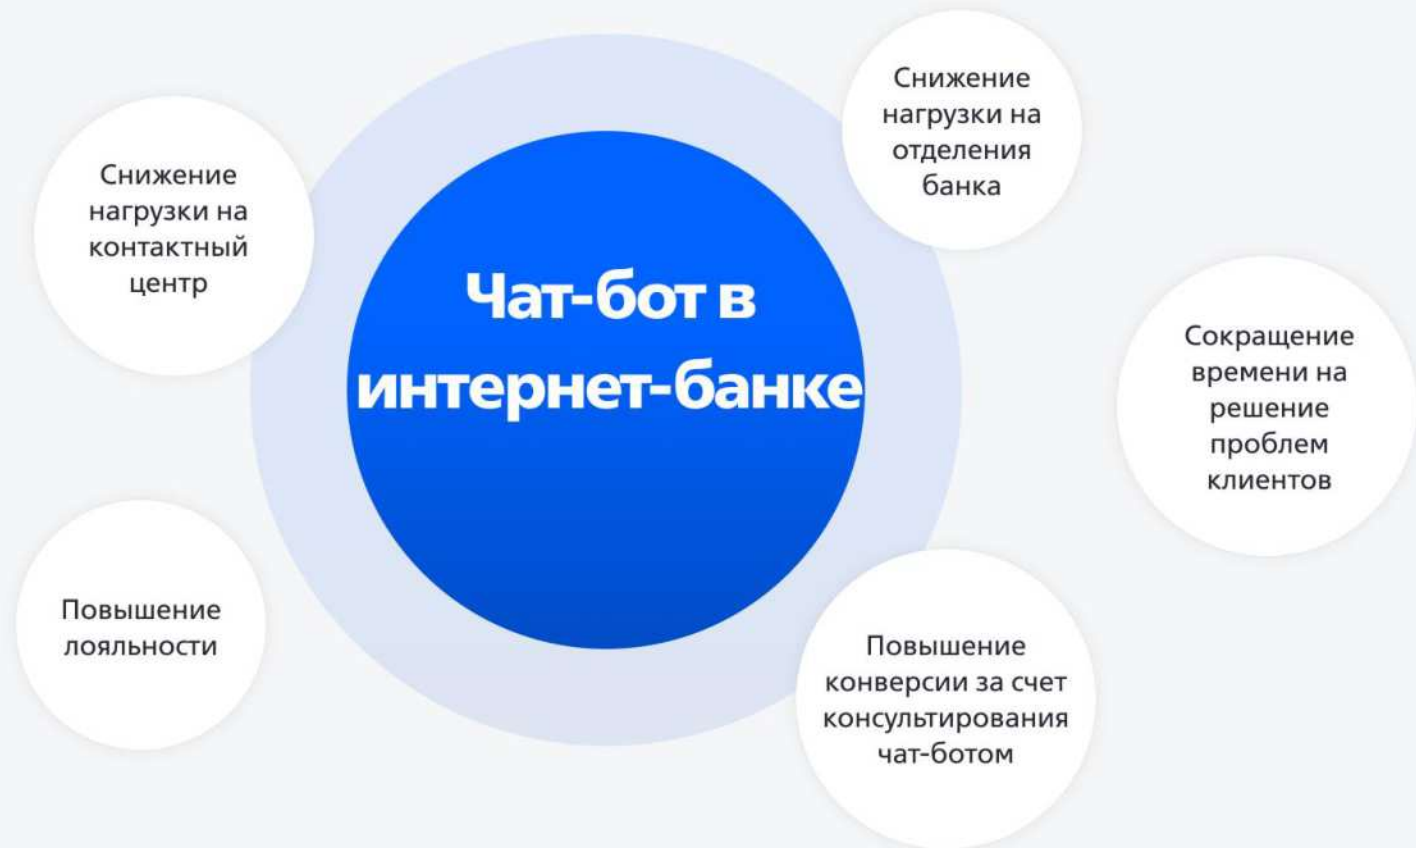 Снижение
нагрузки на
отделения
банка
Снижение
нагрузки на
контактный
центр
Чат-бот в
интернет-банке
Сокращение
времени на
решение
проблем
клиентов
Повышение
лояльности
Повышение
конверсии за счет
консультирования
чат-ботом